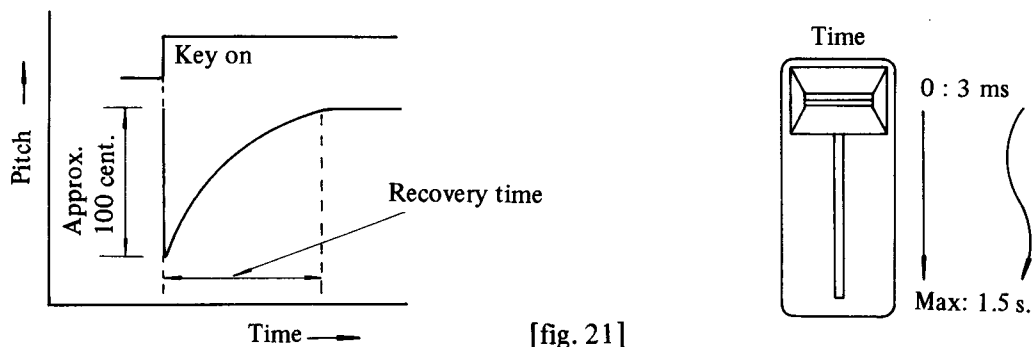 Key on
Pitch
Approx.
100 cent.
Recovery time
Time
[fig. 21]
Time
0 : 3 ms
Max: 1.5 s.